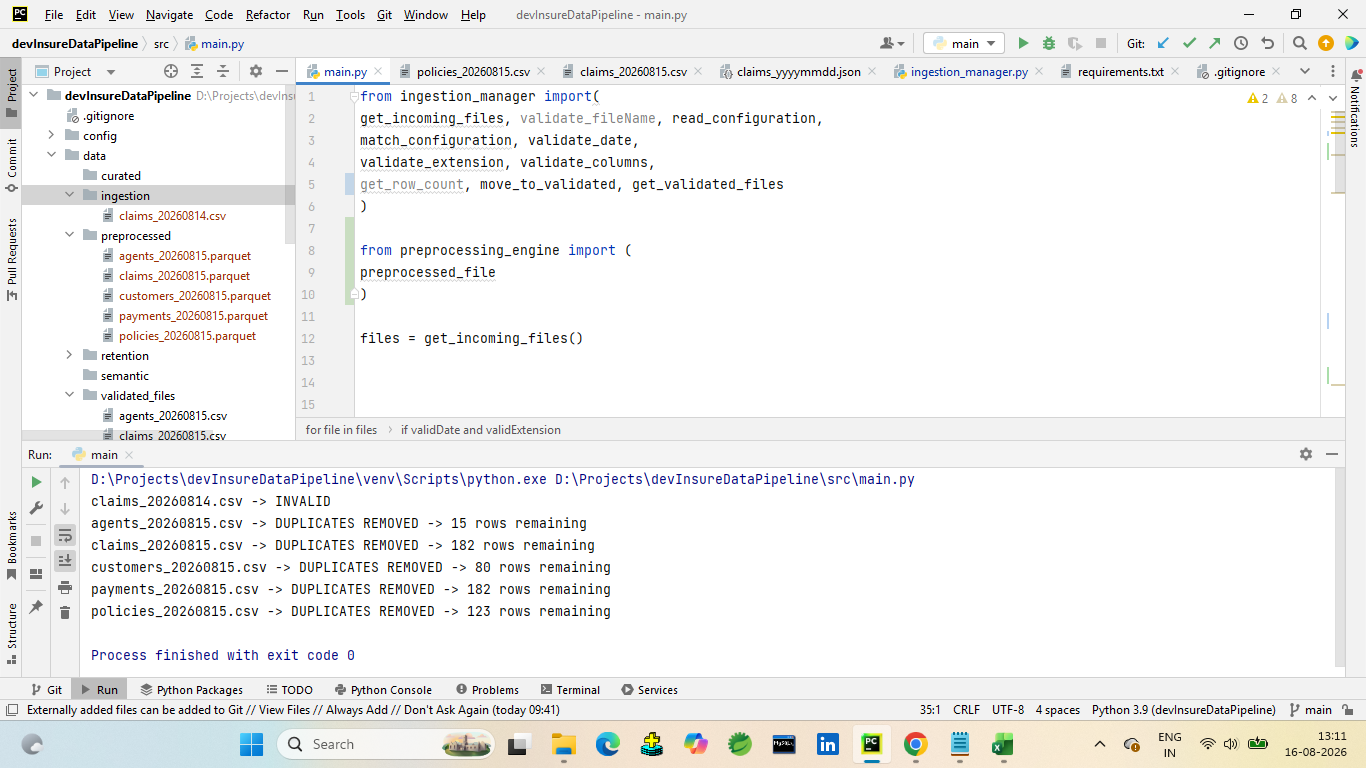 PC File Edit View Navigate Code Refactor Run Tools Git Window Help devInsureDataPipeline - main.py
devInsureDataPipeline src main.py main Git:
Project main.py policies_20260815.csv claims_20260815.csv claims_yyyymmdd.json ingestion_manager.py requirements.txt .gitignore
Project
Commit
Pull Requests
Bookmarks
Structure
Notifications
devInsureDataPipeline D:\Projects\devInsu
.gitignore
config
data
curated
ingestion
claims_20260814.csv
preprocessed
agents_20260815.parquet
claims_20260815.parquet
customers_20260815.parquet
payments_20260815.parquet
policies_20260815.parquet
retention
semantic
validated_files
agents_20260815.csv
claims_20260815.csv
2 8
1 from ingestion_manager import(
2 get_incoming_files, validate_fileName, read_configuration,
3 match_configuration, validate_date,
4 validate_extension, validate_columns,
5 get_row_count, move_to_validated, get_validated_files
6 )
7
8 from preprocessing_engine import (
9 preprocessed_file
10 )
11
12 files = get_incoming_files()
13
14
15
for file in files if validDate and validExtension
Run: main
D:\Projects\devInsureDataPipeline\venv\Scripts\python.exe D:\Projects\devInsureDataPipeline\src\main.py
claims_20260814.csv -> INVALID
agents_20260815.csv -> DUPLICATES REMOVED -> 15 rows remaining
claims_20260815.csv -> DUPLICATES REMOVED -> 182 rows remaining
customers_20260815.csv -> DUPLICATES REMOVED -> 80 rows remaining
payments_20260815.csv -> DUPLICATES REMOVED -> 182 rows remaining
policies_20260815.csv -> DUPLICATES REMOVED -> 123 rows remaining
Process finished with exit code 0
Git Run Python Packages TODO Python Console Problems Terminal Services
Externally added files can be added to Git // View Files // Always Add // Don't Ask Again (today 09:41) 35:1 CRLF UTF-8 4 spaces Python 3.9 (devInsureDataPipeline) main
Search MySQL in PC ENG 13:11
IN 16-08-2026